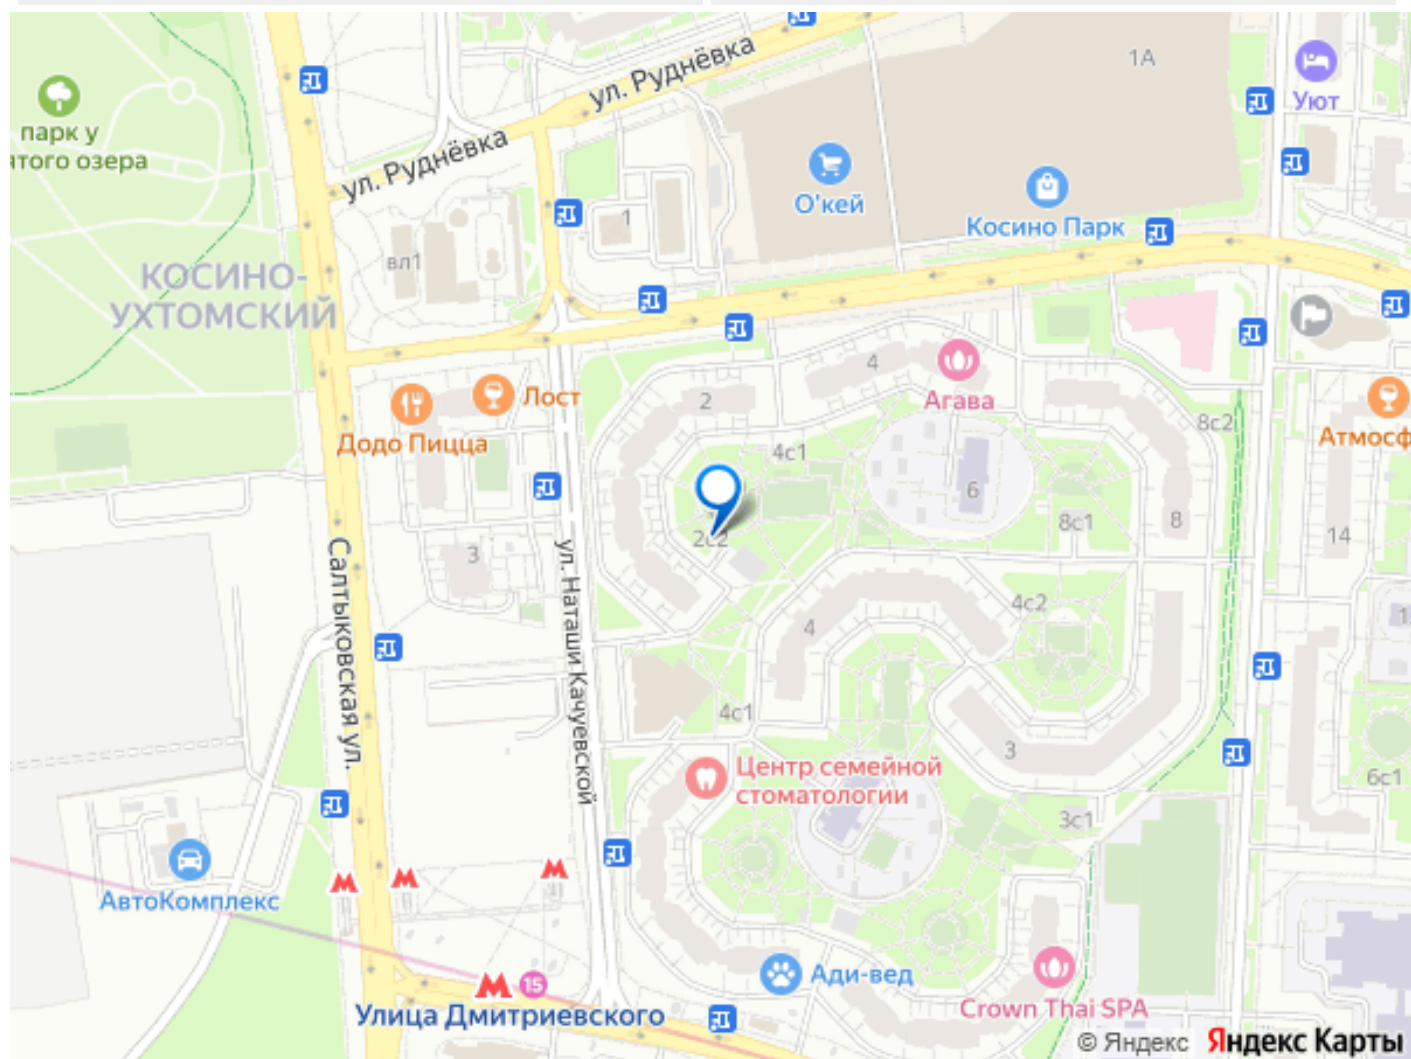 ул. Руднёвка
1А
Уют
парк у
ятого озера
ул. Руднёвка
О'кей
Косино Парк
1
вл1
КОСИНО-
УХТОМСКИЙ
4
Агава
2
Лост
Додо Пицца
8с2
Атмосф
4с1
6
8с1
8
14
2с2
3
Салтыковская ул.
ул. Наташи Качуевской
4с2
4
4с1
3
Центр семейной
стоматологии
6с1
3с1
АвтоКомплекс
15
Ади-вед
Улица Дмитриевского
Crown Thai SPA
© Яндекс Яндекс Карты